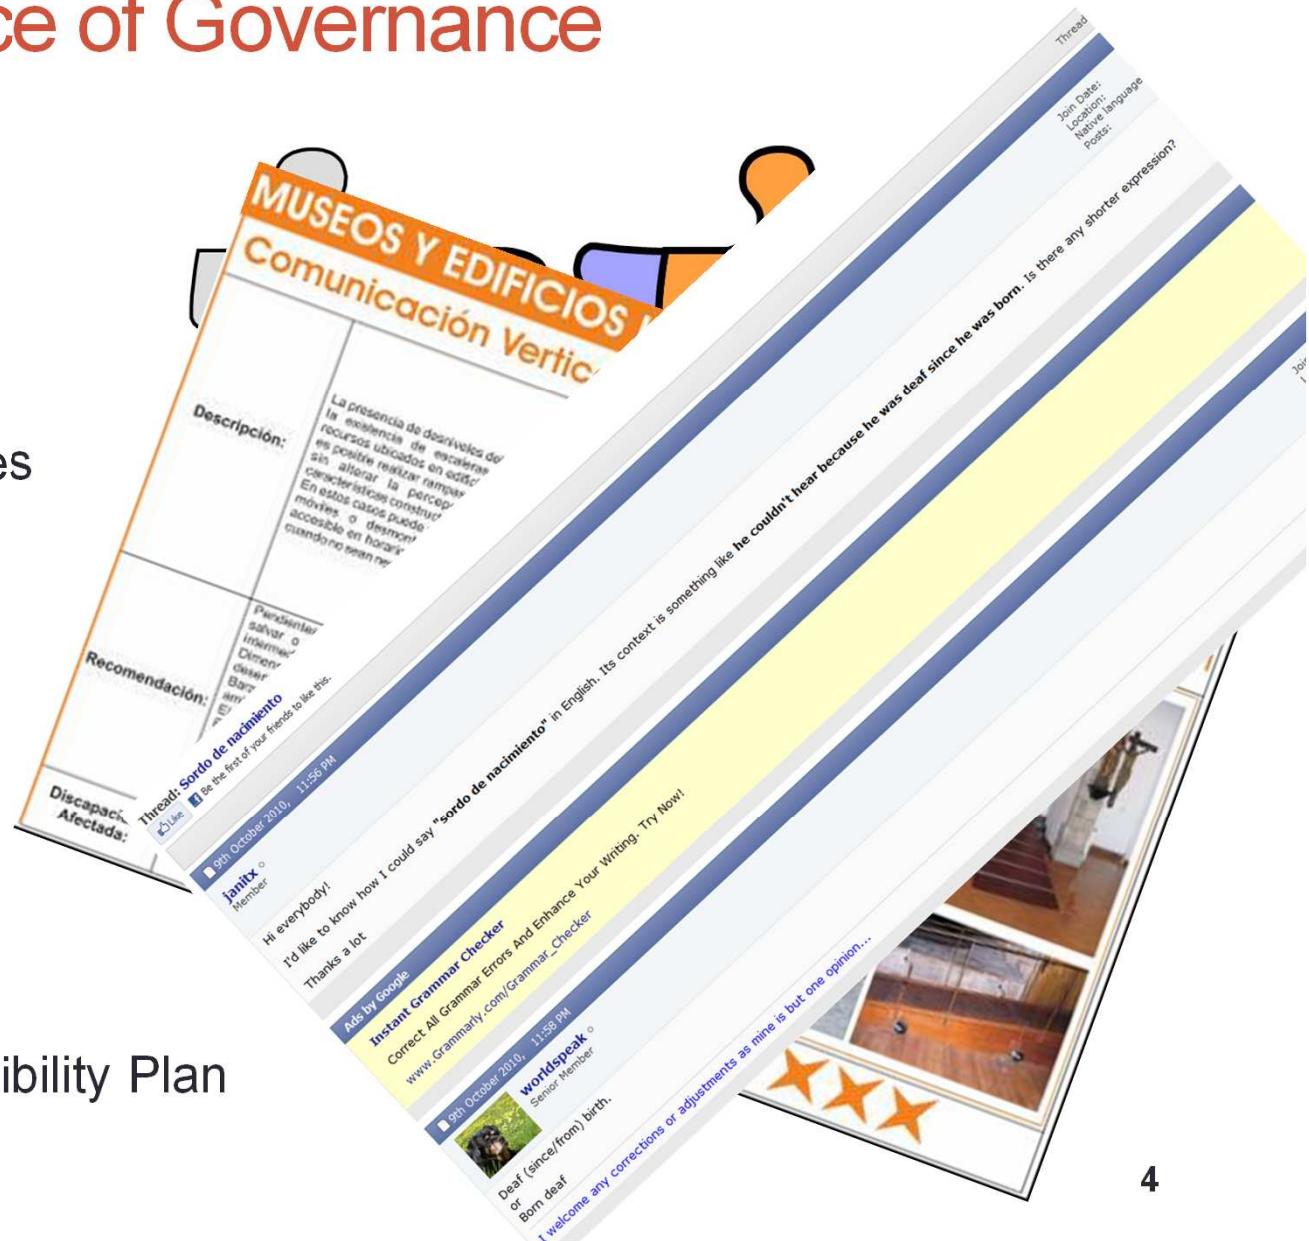 ce of Governance
MUSEOS Y EDIFICIOS
Comunicación Vertic
Descripción:
La presencia de desniveles de
la existencia de escaleras
recursos ubicados en edific
es posible realizar rampas
sin alterar la percep
características construct
En estos casos puede
móviles o desmont
accesible en horario
cuando no sean ne
es
Recomendación:
Pendiente
salvar o
interme
Dimen
deser
Barz
Discapaci
Afectada:
Thread
Thread: Sordo de nacimiento
Like Be the first of your friends to like this.
9th October 2010, 11:56 PM
janitx
Member
Join Date:
Location:
Native language
Posts:
Hi everybody!
I'd like to know how I could say "sordo de nacimiento" in English. Its context is something like he couldn't hear because he was deaf since he was born. Is there any shorter expression?
Thanks a lot
Ads by Google
Instant Grammar Checker
Correct All Grammar Errors And Enhance Your Writing. Try Now!
www.Grammarly.com/Grammar_Checker
9th October 2010, 11:58 PM
worldspeak
Senior Member
Join
Deaf (since/from) birth.
or
Born deaf
I welcome any corrections or adjustments as mine is but one opinion...
ibility Plan
4